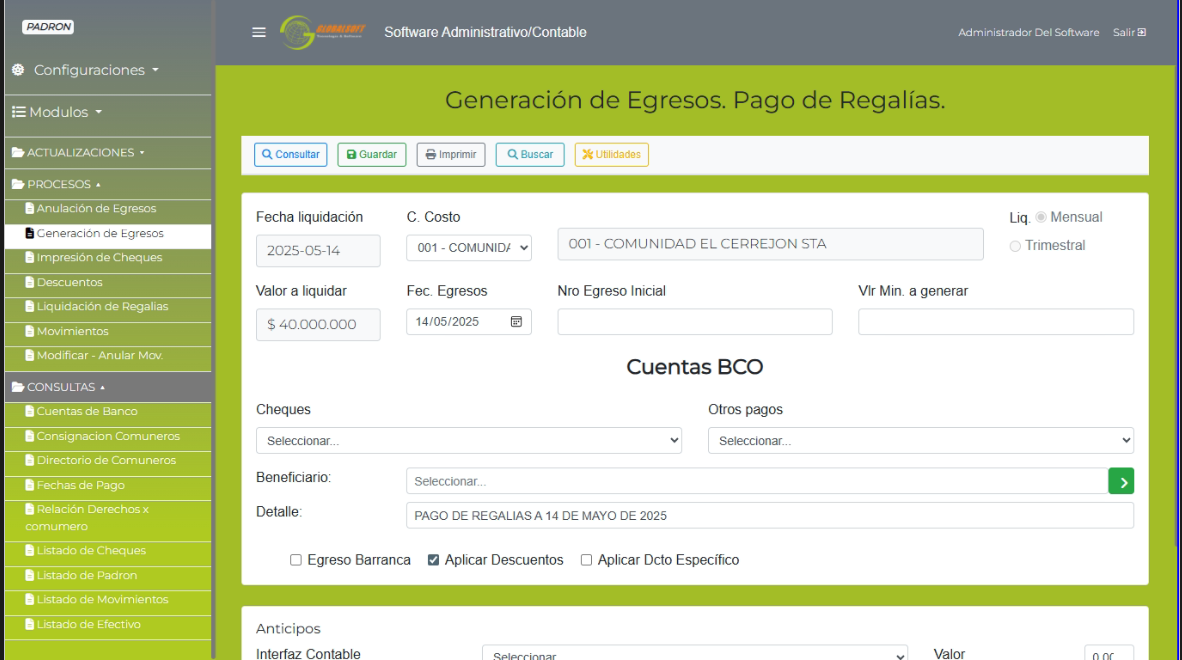 PADRON
Configuraciones
Modulos
ACTUALIZACIONES
PROCESOS
Anulación de Egresos
Generación de Egresos
Impresión de Cheques
Descuentos
Liquidación de Regalias
Movimientos
Modificar - Anular Mov.
CONSULTAS
Cuentas de Banco
Consignacion Comuneros
Directorio de Comuneros
Fechas de Pago
Relación Derechos x
comumero
Listado de Cheques
Listado de Padron
Listado de Movimientos
Listado de Efectivo
GLOBALSOFT
Software Administrativo/Contable
Administrador Del Software Salir
Generación de Egresos. Pago de Regalías.
Consultar Guardar Imprimir Buscar Utilidades
Fecha liquidación C. Costo Liq. Mensual
2025-05-14 001 - COMUNIDA 001 - COMUNIDAD EL CERREJON STA Trimestral
Valor a liquidar Fec. Egresos Nro Egreso Inicial Vlr Min. a generar
$ 40.000.000 14/05/2025
Cuentas BCO
Cheques Otros pagos
Seleccionar... Seleccionar...
Beneficiario: Seleccionar...
Detalle: PAGO DE REGALIAS A 14 DE MAYO DE 2025
Egreso Barranca Aplicar Descuentos Aplicar Dcto Específico
Anticipos
Interfaz Contable Seleccionar Valor 0.00